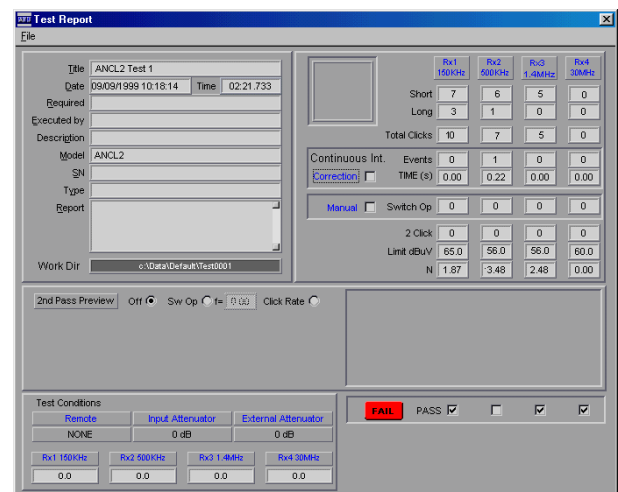 Test Report
File
Title ANCL2 Test 1
Date 09/09/1999 10:18:14 Time 02:21.733
Required
Executed by
Description
Model ANCL2
SN
Type
Report
Work Dir c:\Data\Default\Test0001
Rx1 150KHz Rx2 500KHz Rx3 1.4MHz Rx4 30MHz
Short 7 6 5 0
Long 3 1 0 0
Total Clicks 10 7 5 0
Continuous Int. Events 0 1 0 0
Correction TIME (s) 0.00 0.22 0.00 0.00
Manual Switch Op 0 0 0 0
2 Click 0 0 0 0
Limit dBuV 65.0 56.0 56.0 60.0
N 1.87 3.48 2.48 0.00
2nd Pass Preview Off Sw Op f= 0.00 Click Rate
Test Conditions
Remote Input Attenuator External Attenuator
NONE 0 dB 0 dB
Rx1 150KHz Rx2 500KHz Rx3 1.4MHz Rx4 30MHz
0.0 0.0 0.0 0.0
FAIL PASS